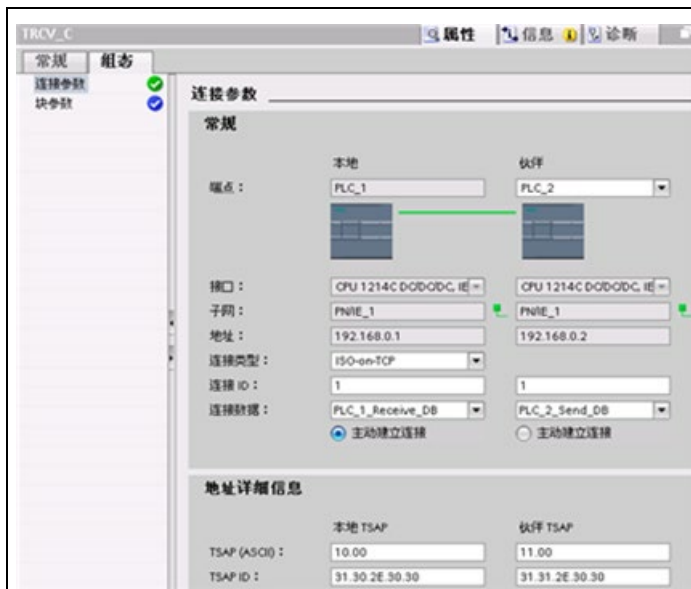 TRCV_C 属性 信息 诊断
常规 组态
连接参数
块参数
连接参数
常规
本地 伙伴
端点： PLC_1 PLC_2
接口： CPU 1214C DC/DC/DC, IE CPU 1214C DC/DC/DC, IE
子网： PN/IE_1 PN/IE_1
地址： 192.168.0.1 192.168.0.2
连接类型： ISO-on-TCP
连接 ID： 1 1
连接数据： PLC_1_Receive_DB PLC_2_Send_DB
主动建立连接 主动建立连接
地址详细信息
本地 TSAP 伙伴 TSAP
TSAP (ASCII)： 10.00 11.00
TSAP ID： 31.30.2E.30.30 31.31.2E.30.30